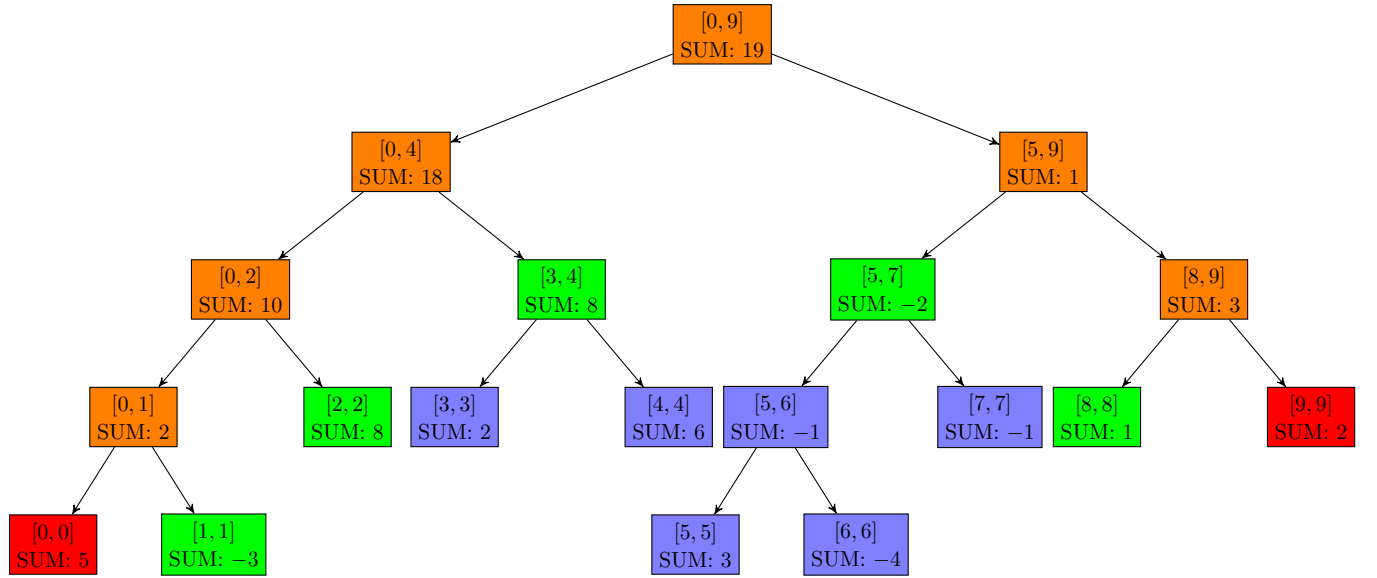 [0, 9]
SUM: 19
[0, 4]
SUM: 18
[5, 9]
SUM: 1
[0, 2]
SUM: 10
[3, 4]
SUM: 8
[5, 7]
SUM: −2
[8, 9]
SUM: 3
[0, 1]
SUM: 2
[2, 2]
SUM: 8
[3, 3]
SUM: 2
[4, 4]
SUM: 6
[5, 6]
SUM: −1
[7, 7]
SUM: −1
[8, 8]
SUM: 1
[9, 9]
SUM: 2
[0, 0]
SUM: 5
[1, 1]
SUM: −3
[5, 5]
SUM: 3
[6, 6]
SUM: −4